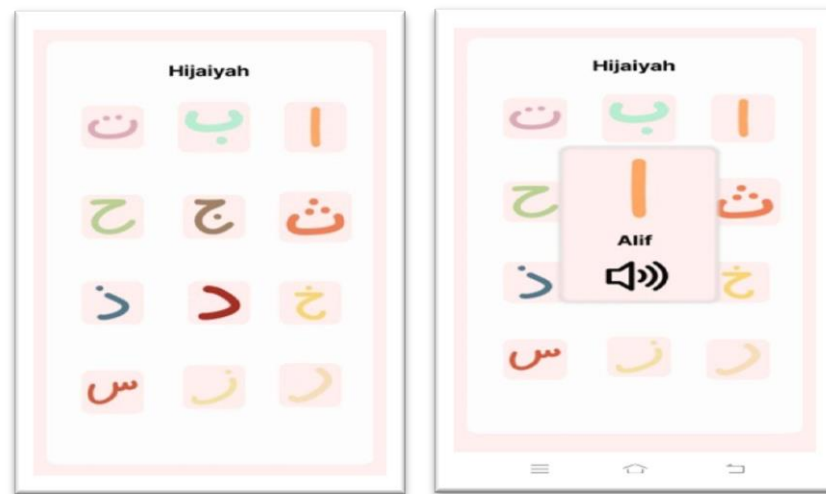 Hijaiyah
ا ب ت
ث ج ح
خ د ذ
ر ز س
Hijaiyah
ا ب ت
ث ح
ا
Alif
خ ذ
ر ز س